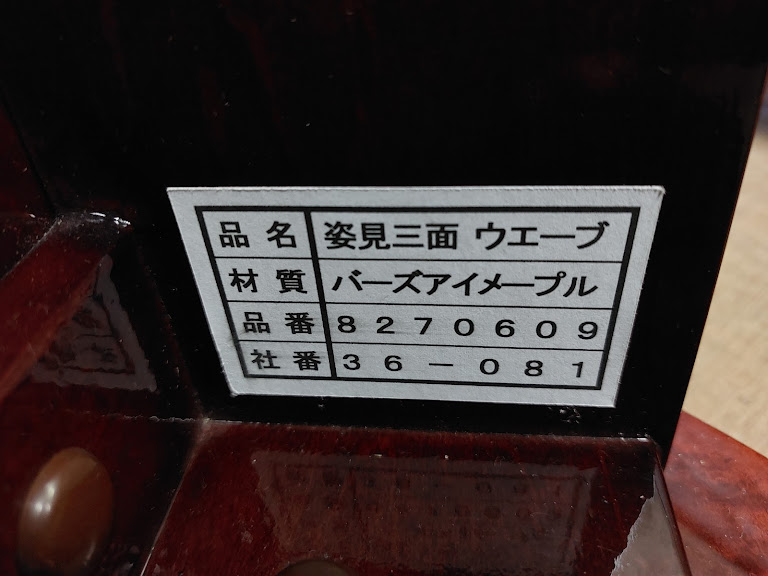 品名 姿見三面 ウエーブ
材質 バーズアイメープル
品番 8270609
社番 36-081